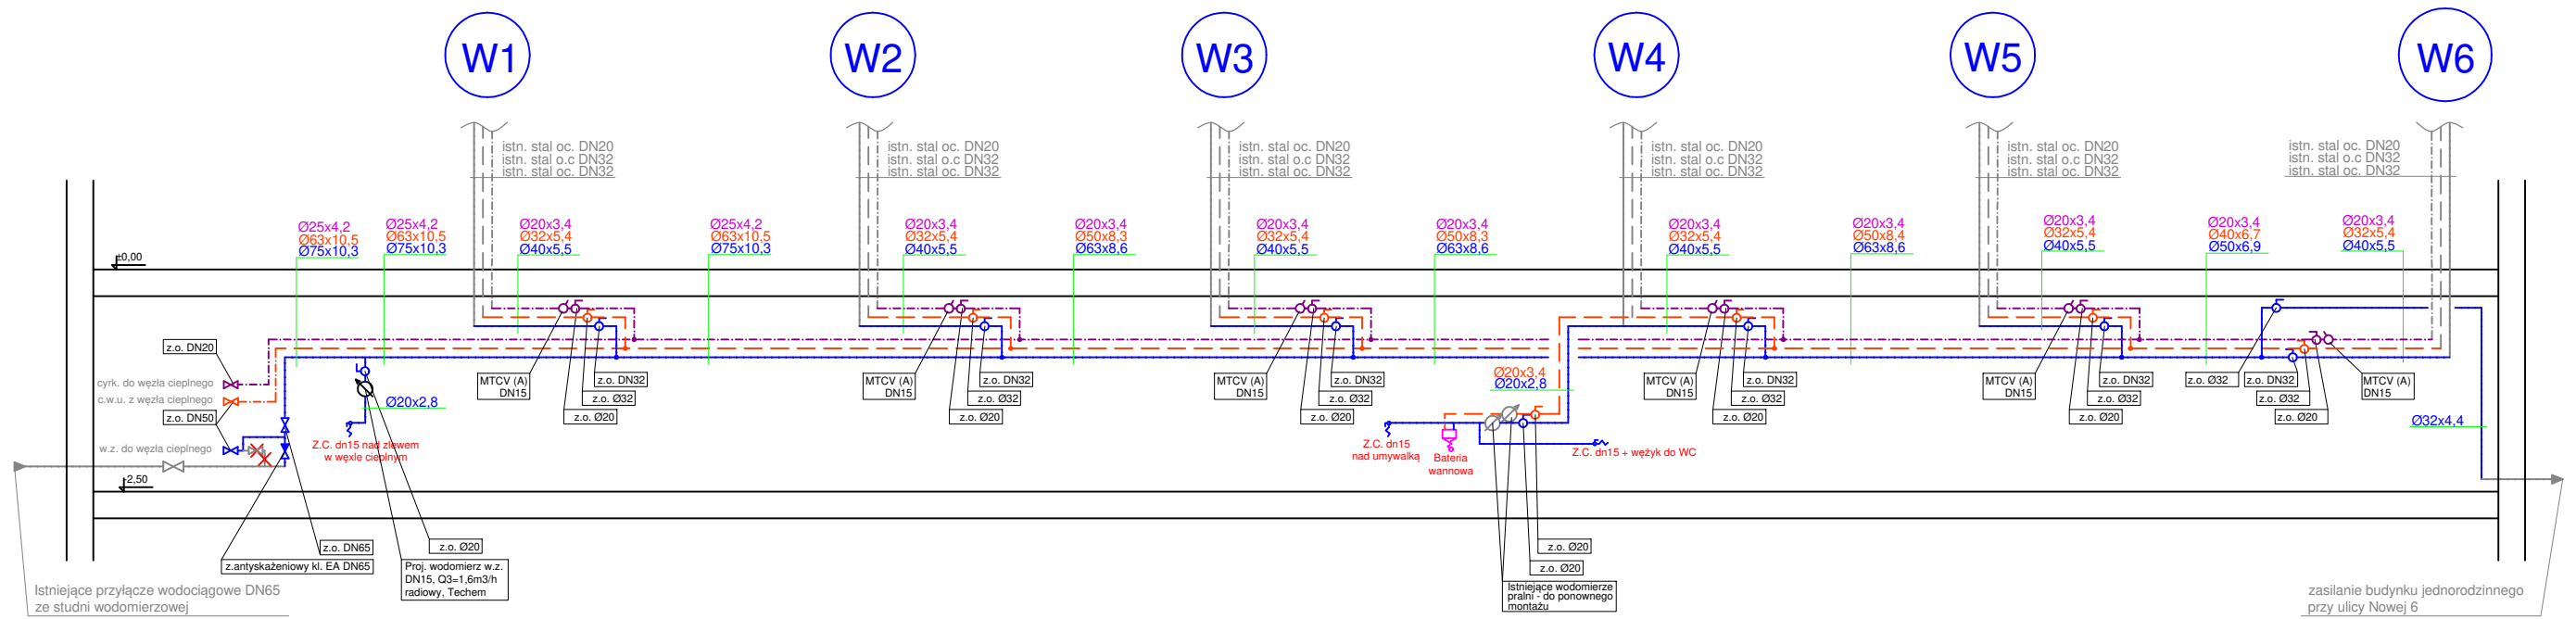 W1
W2
W3
W4
W5
W6
istn. stal oc. DN20
istn. stal o.c DN32
istn. stal oc. DN32
istn. stal oc. DN20
istn. stal o.c DN32
istn. stal oc. DN32
istn. stal oc. DN20
istn. stal o.c DN32
istn. stal oc. DN32
istn. stal oc. DN20
istn. stal o.c DN32
istn. stal oc. DN32
istn. stal oc. DN20
istn. stal o.c DN32
istn. stal oc. DN32
istn. stal oc. DN20
istn. stal o.c DN32
istn. stal oc. DN32
Ø25x4,2
Ø63x10,5
Ø75x10,3
Ø25x4,2
Ø63x10,5
Ø75x10,3
Ø20x3,4
Ø32x5,4
Ø40x5,5
Ø25x4,2
Ø63x10,5
Ø75x10,3
Ø20x3,4
Ø32x5,4
Ø40x5,5
Ø20x3,4
Ø50x8,3
Ø63x8,6
Ø20x3,4
Ø32x5,4
Ø40x5,5
Ø20x3,4
Ø50x8,3
Ø63x8,6
Ø20x3,4
Ø32x5,4
Ø40x5,5
Ø20x3,4
Ø50x8,4
Ø63x8,6
Ø20x3,4
Ø32x5,4
Ø40x5,5
Ø20x3,4
Ø40x6,7
Ø50x6,9
Ø20x3,4
Ø32x5,4
Ø40x5,5
±0,00
z.o. DN20
cyrk. do węzła cieplnego
c.w.u. z węzła cieplnego
z.o. DN50
w.z. do węzła cieplnego
-2,50
Ø20x2,8
Z.C. dn15 nad zlewem
w węxle cieplnym
MTCV (A)
DN15
z.o. DN32
z.o. Ø32
z.o. Ø20
MTCV (A)
DN15
z.o. DN32
z.o. Ø32
z.o. Ø20
MTCV (A)
DN15
z.o. DN32
z.o. Ø32
z.o. Ø20
Ø20x3,4
Ø20x2,8
Z.C. dn15
nad umywalką
Bateria
wannowa
Z.C. dn15 + wężyk do WC
MTCV (A)
DN15
z.o. DN32
z.o. Ø32
z.o. Ø20
MTCV (A)
DN15
z.o. DN32
z.o. Ø32
z.o. Ø20
z.o. Ø32
z.o. DN32
z.o. Ø32
z.o. Ø20
MTCV (A)
DN15
Ø32x4,4
z.o. DN65
z.antyskażeniowy kl. EA DN65
z.o. Ø20
Proj. wodomierz w.z.
DN15, Q3=1,6m3/h
radiowy, Techem
z.o. Ø20
z.o. Ø20
Istniejące wodomierze
pralni - do ponownego
montażu
Istniejące przyłącze wodociągowe DN65
ze studni wodomierzowej
zasilanie budynku jednorodzinnego
przy ulicy Nowej 6